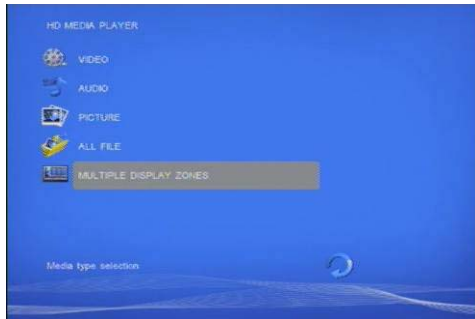 HD MEDIA PLAYER
VIDEO
AUDIO
PICTURE
ALL FILE
MULTIPLE DISPLAY ZONES
Media type selection